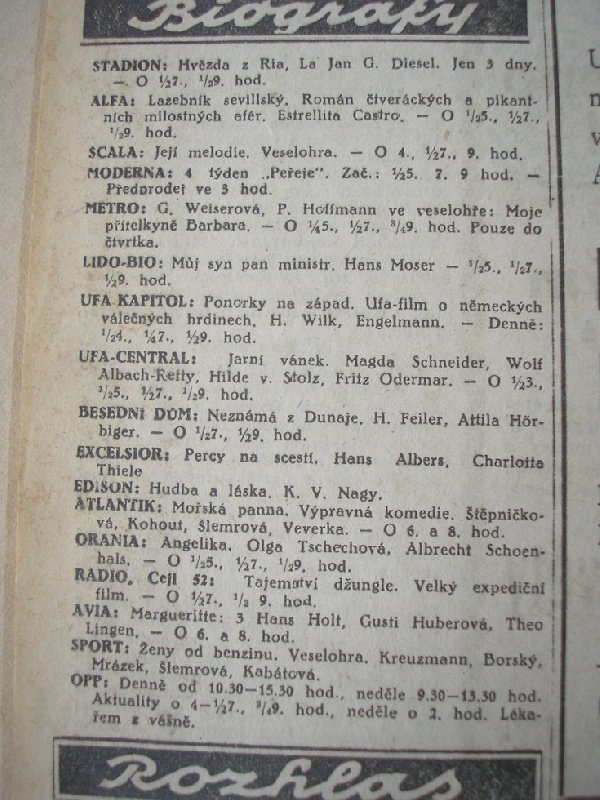 Biografy
STADION: Hvězda z Ria, La Jan G. Diesel. Jen 3 dny.
— O ½7., ½9. hod.
ALFA: Lazebník sevillský. Román čtveráckých a pikant-
ních milostných afér. Estrellita Castro. — O ½5., ½7.,
½9. hod.
SCALA: Její melodie. Veselohra. — O 4., ½7., 9. hod.
MODERNA: 4 týden „Peřeje". Zač.: ½5. 7. 9 hod. —
Předprodej ve 3 hod.
METRO: G. Weiserová, P. Hoffmann ve veselohře: Moje
přítelkyně Barbara. — O ¼5., ½7., ¾9. hod. Pouze do
čtvrtka.
LIDO-BIO: Můj syn pan ministr. Hans Moser — ½5., ½7.,
½9. hod.
UFA KAPITOL: Ponorky na západ. Ufa-film o německých
válečných hrdinech, H. Wilk, Engelmann. — Denně:
½4., ¼7., ½9. hod.
UFA-CENTRAL: Jarní vánek. Magda Schneider, Wolf
Albach-Retty, Hilde v. Stolz, Fritz Odermar. — O ½3.,
½5., ½7., ½9. hod.
BESEDNÍ DŮM: Neznámá z Dunaje. H. Feiler, Attila Hör-
biger. — O ½7., ½9. hod.
EXCELSIOR: Percy na scestí. Hans Albers, Charlotta
Thiele
EDISON: Hudba a láska. K. V. Nagy.
ATLANTIK: Mořská panna. Výpravná komedie. Štěpničko-
vá, Kohout, Šlemrová, Veverka. — O 6. a 8. hod.
ORANIA: Angelika. Olga Tschechová, Albrecht Schoen-
hals. — O ½5., ½7., ½9. hod.
RADIO, Cejl 52: Tajemství džungle. Velký expediční
film. — O ½7., ½ 9. hod.
AVIA: Margueritte: 3 Hans Holt, Gusti Huberová, Theo
Lingen. — O 6. a 8. hod.
SPORT: Ženy od benzinu. Veselohra. Kreuzmann, Borský,
Mrázek, Šlemrová, Kabátová.
OPP: Denně od 10.30—15.30 hod., neděle 9.30—13.30 hod.
Aktuality o 4—½7., ¾9. hod., neděle o 2. hod. Léka-
řem z vášně.
Rozhlas